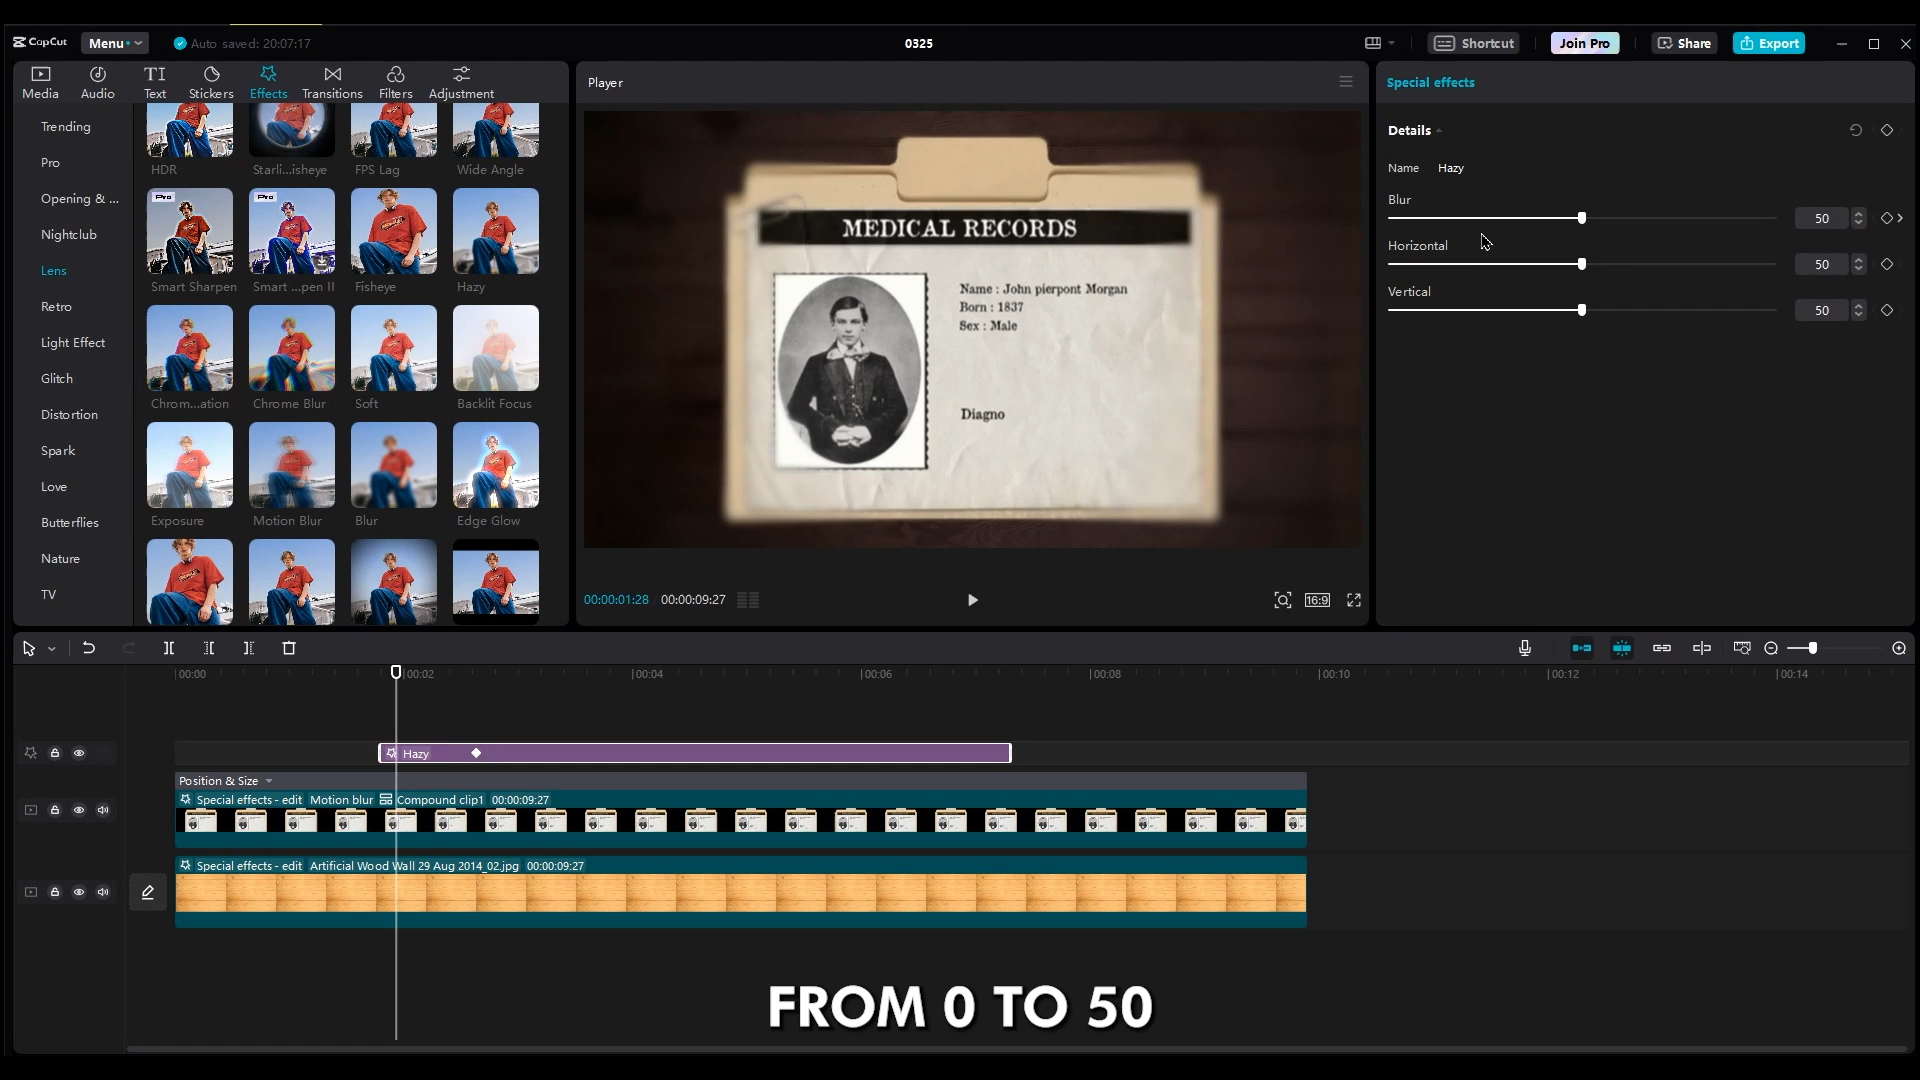 CapCut
Menu
Auto saved: 20:07:17
0325
Shortcut
Join Pro
Share
Export
Media
Audio
TI
Text
Stickers
Effects
Transitions
Filters
Adjustment
Player
Special effects
Trending
Pro
Opening & ...
Nightclub
Lens
Retro
Light Effect
Glitch
Distortion
Spark
Love
Butterflies
Nature
TV
HDR
Starli...isheye
FPS Lag
Wide Angle
Pro
Pro
Smart Sharpen
Smart ...pen II
Fisheye
Hazy
Chrom...ation
Chrome Blur
Soft
Backlit Focus
Exposure
Motion Blur
Blur
Edge Glow
MEDICAL RECORDS
Name : John pierpont Morgan
Born : 1837
Sex : Male
Diagno
00:00:01:28
00:00:09:27
16:9
Details
Name Hazy
Blur
50
Horizontal
50
Vertical
50
00:00
00:02
00:04
00:06
00:08
00:10
00:12
00:14
Hazy
Position & Size
Special effects - edit Motion blur Compound clip1 00:00:09:27
Special effects - edit Artificial Wood Wall 29 Aug 2014_02.jpg 00:00:09:27
FROM 0 TO 50